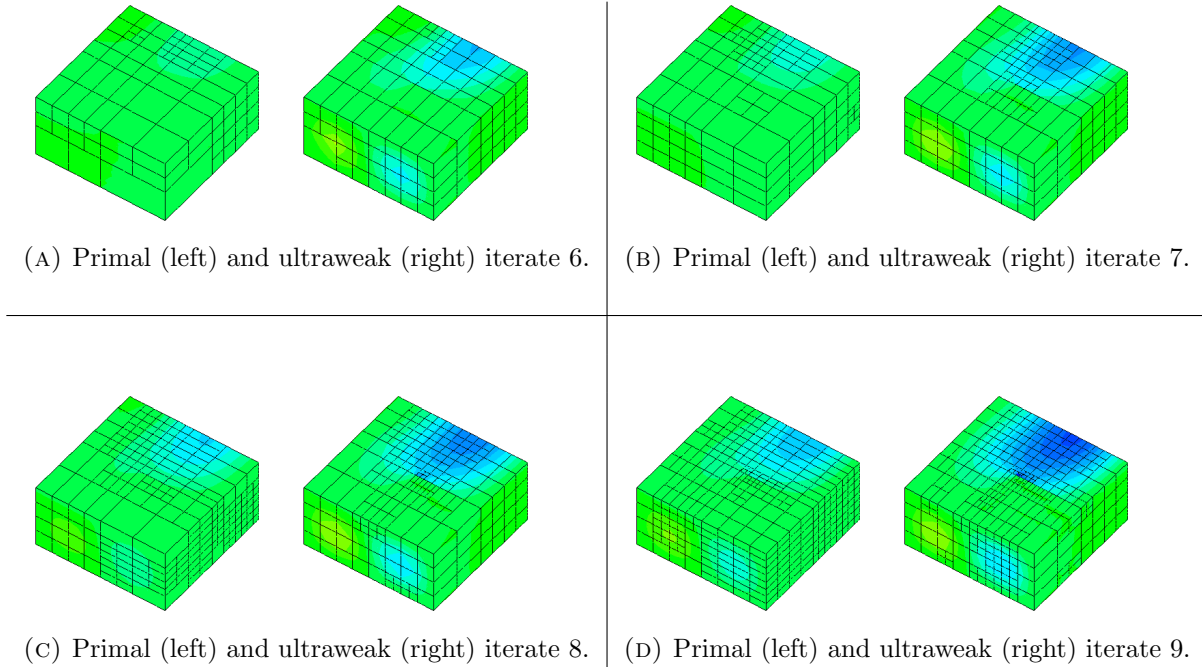 (A) Primal (left) and ultraweak (right) iterate 6.
(B) Primal (left) and ultraweak (right) iterate 7.
(C) Primal (left) and ultraweak (right) iterate 8.
(D) Primal (left) and ultraweak (right) iterate 9.